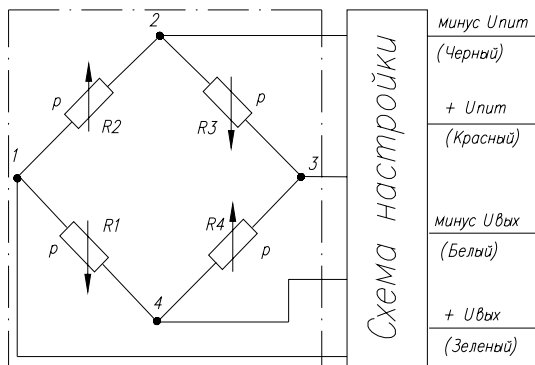 2
минус Uпит
(Черный)
p
R2
R3
p
+ Uпит
(Красный)
1
3
Схема настройки
R1
p
R4
p
минус Uвых
(Белый)
4
+ Uвых
(Зеленый)